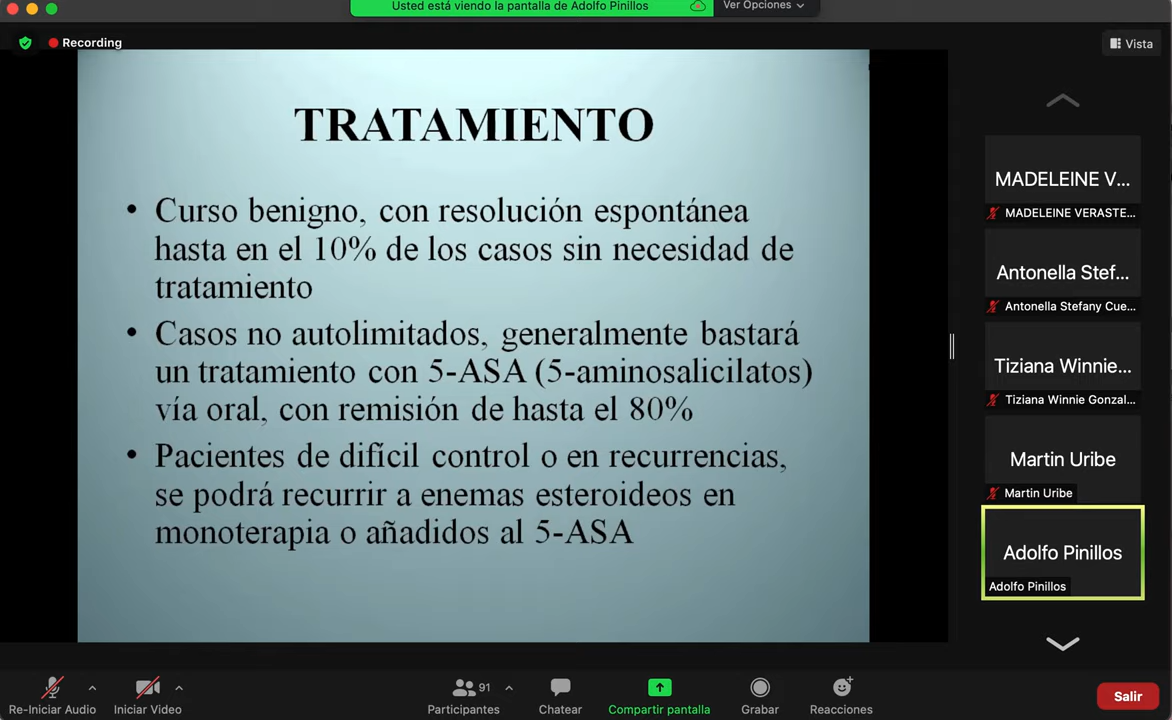 Usted está viendo la pantalla de Adolfo Pinillos
Ver Opciones
Recording
Vista
TRATAMIENTO
• Curso benigno, con resolución espontánea
hasta en el 10% de los casos sin necesidad de
tratamiento
• Casos no autolimitados, generalmente bastará
un tratamiento con 5-ASA (5-aminosalicilatos)
vía oral, con remisión de hasta el 80%
• Pacientes de difícil control o en recurrencias,
se podrá recurrir a enemas esteroideos en
monoterapia o añadidos al 5-ASA
MADELEINE V...
MADELEINE VERASTE...
Antonella Stef...
Antonella Stefany Cue...
Tiziana Winnie...
Tiziana Winnie Gonzal...
Martin Uribe
Martin Uribe
Adolfo Pinillos
Adolfo Pinillos
Re-Iniciar Audio
Iniciar Video
91
Participantes
Chatear
Compartir pantalla
Grabar
Reacciones
Salir